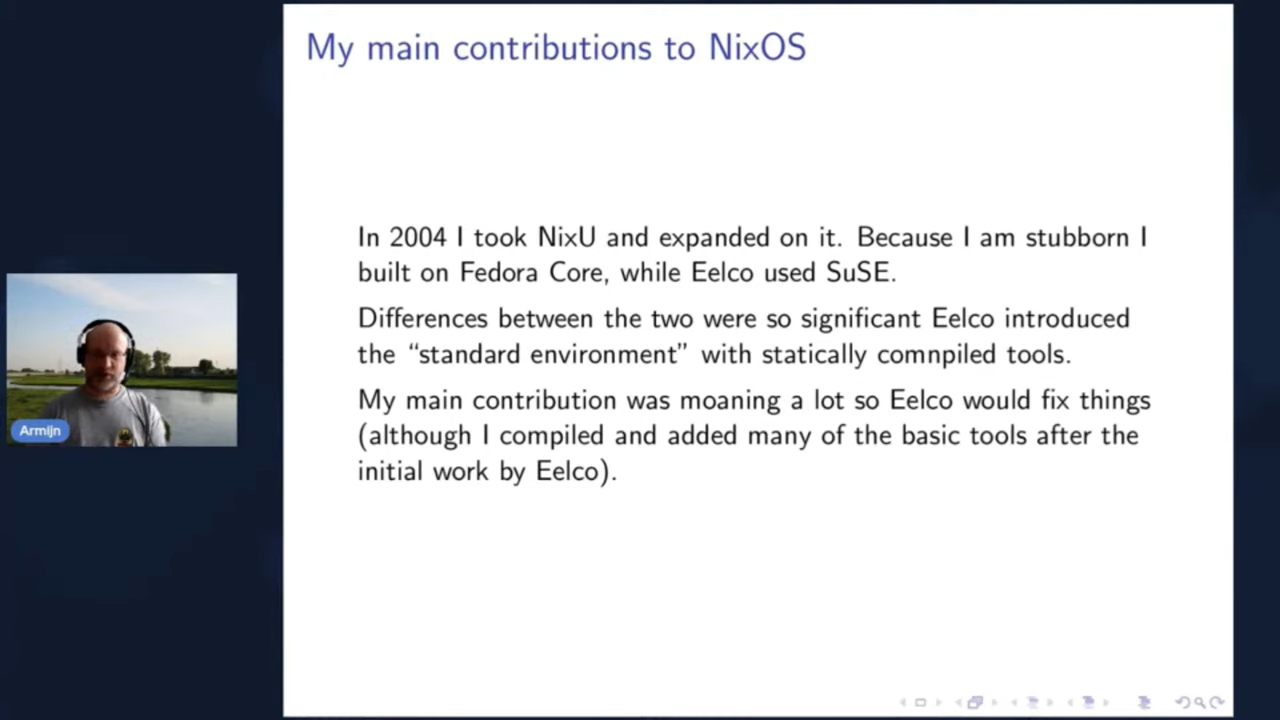 My main contributions to NixOS
In 2004 I took NixU and expanded on it. Because I am stubborn I
built on Fedora Core, while Eelco used SuSE.
Differences between the two were so significant Eelco introduced
the “standard environment” with statically comnpiled tools.
My main contribution was moaning a lot so Eelco would fix things
(although I compiled and added many of the basic tools after the
initial work by Eelco).
Armijn